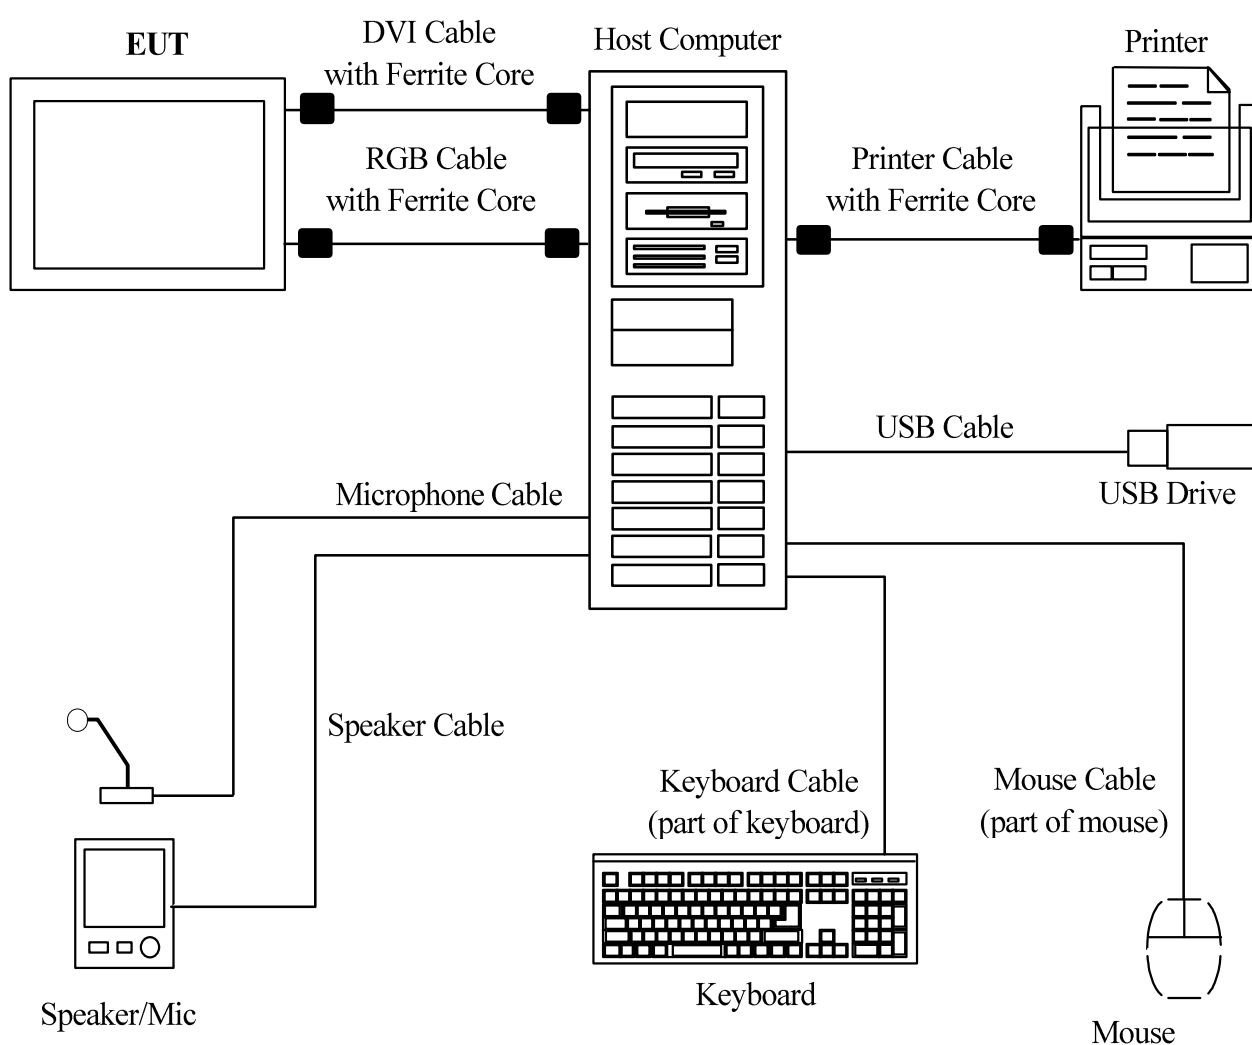 EUT
DVI Cable
with Ferrite Core
Host Computer
Printer
RGB Cable
with Ferrite Core
Printer Cable
with Ferrite Core
USB Cable
USB Drive
Microphone Cable
Speaker Cable
Keyboard Cable
(part of keyboard)
Mouse Cable
(part of mouse)
Speaker/Mic
Keyboard
Mouse